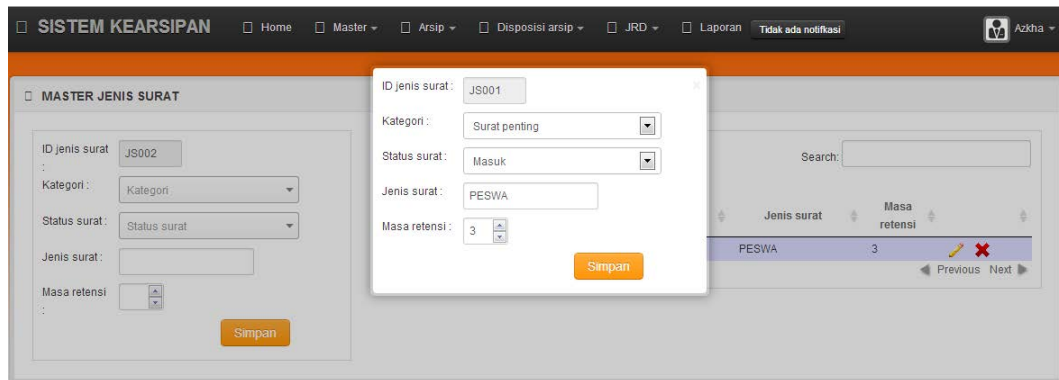 SISTEM KEARSIPAN Home Master Arsip Disposisi arsip JRD Laporan Tidak ada notifkasi Azkha
MASTER JENIS SURAT
ID jenis surat : JS002
Kategori : Kategori
Status surat : Status surat
Jenis surat :
Masa retensi :
Simpan
ID jenis surat : JS001
x
Kategori : Surat penting
Status surat : Masuk
Jenis surat : PESWA
Masa retensi : 3
Simpan
Search:
Jenis surat Masa retensi
PESWA 3
Previous Next